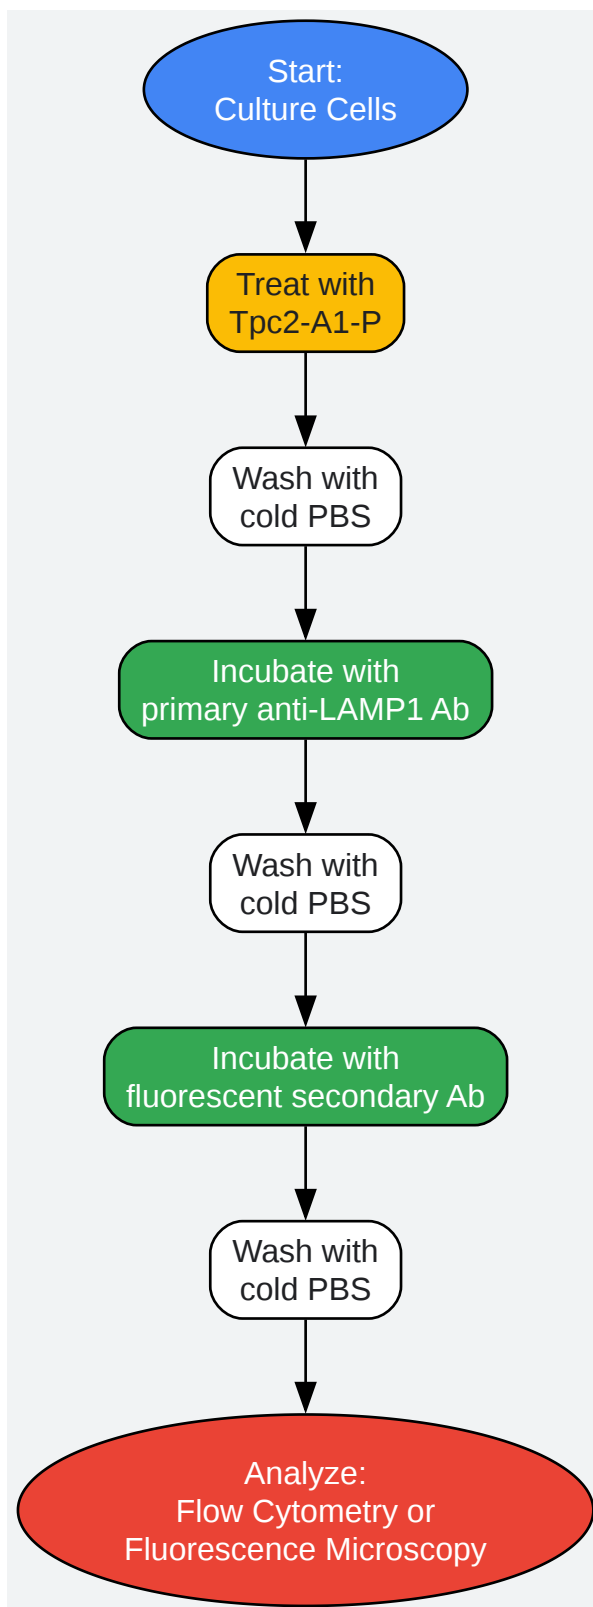 Start:
Culture Cells
Treat with
Tpc2-A1-P
Wash with
cold PBS
Incubate with
primary anti-LAMP1 Ab
Wash with
cold PBS
Incubate with
fluorescent secondary Ab
Wash with
cold PBS
Analyze:
Flow Cytometry or
Fluorescence Microscopy